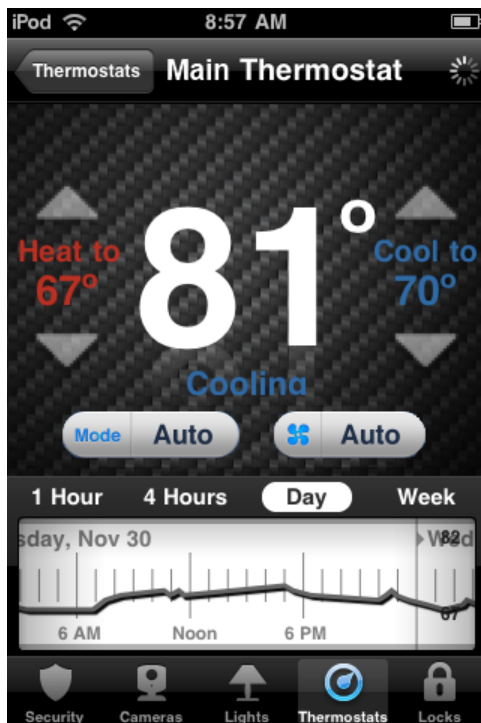 iPod 8:57 AM
Thermostats Main Thermostat
81°
Heat to
67°
Cool to
70°
Cooling
Mode Auto Auto
1 Hour 4 Hours Day Week
sday, Nov 30 Wed
82
67
6 AM Noon 6 PM
Security Cameras Lights Thermostats Locks